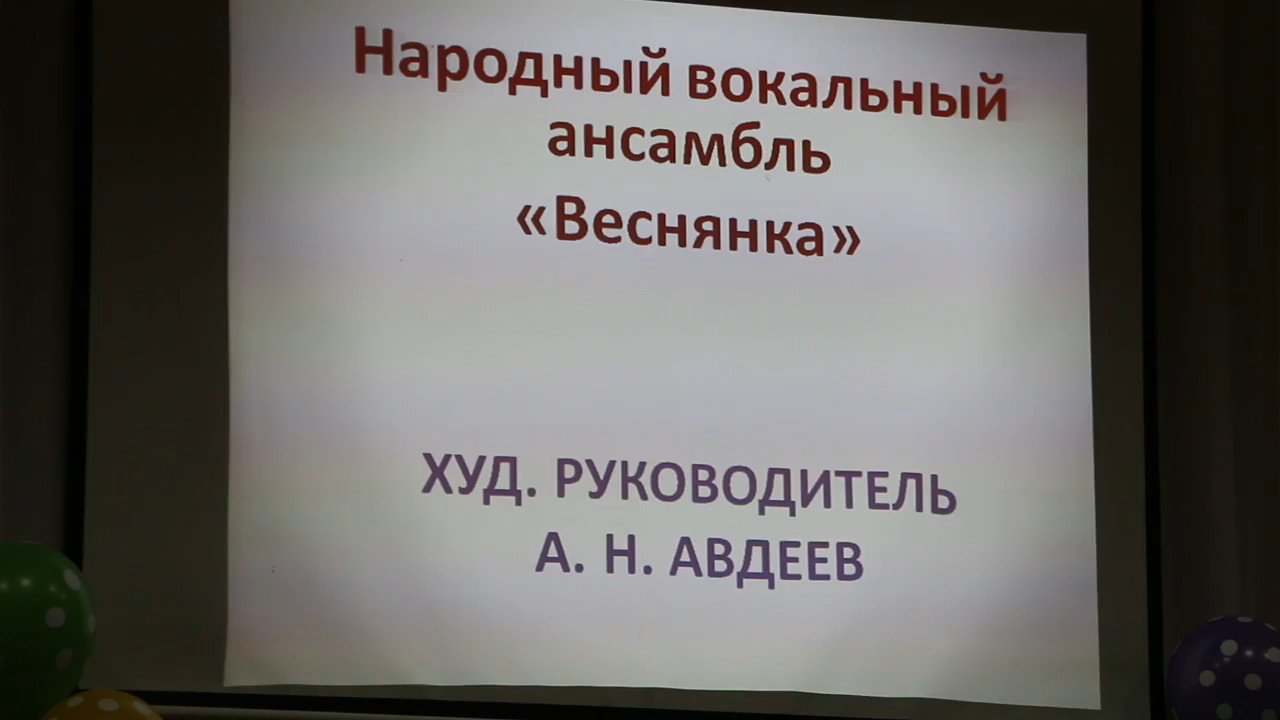 Народный вокальный
ансамбль
«Веснянка»
ХУД. РУКОВОДИТЕЛЬ
А. Н. АВДЕЕВ